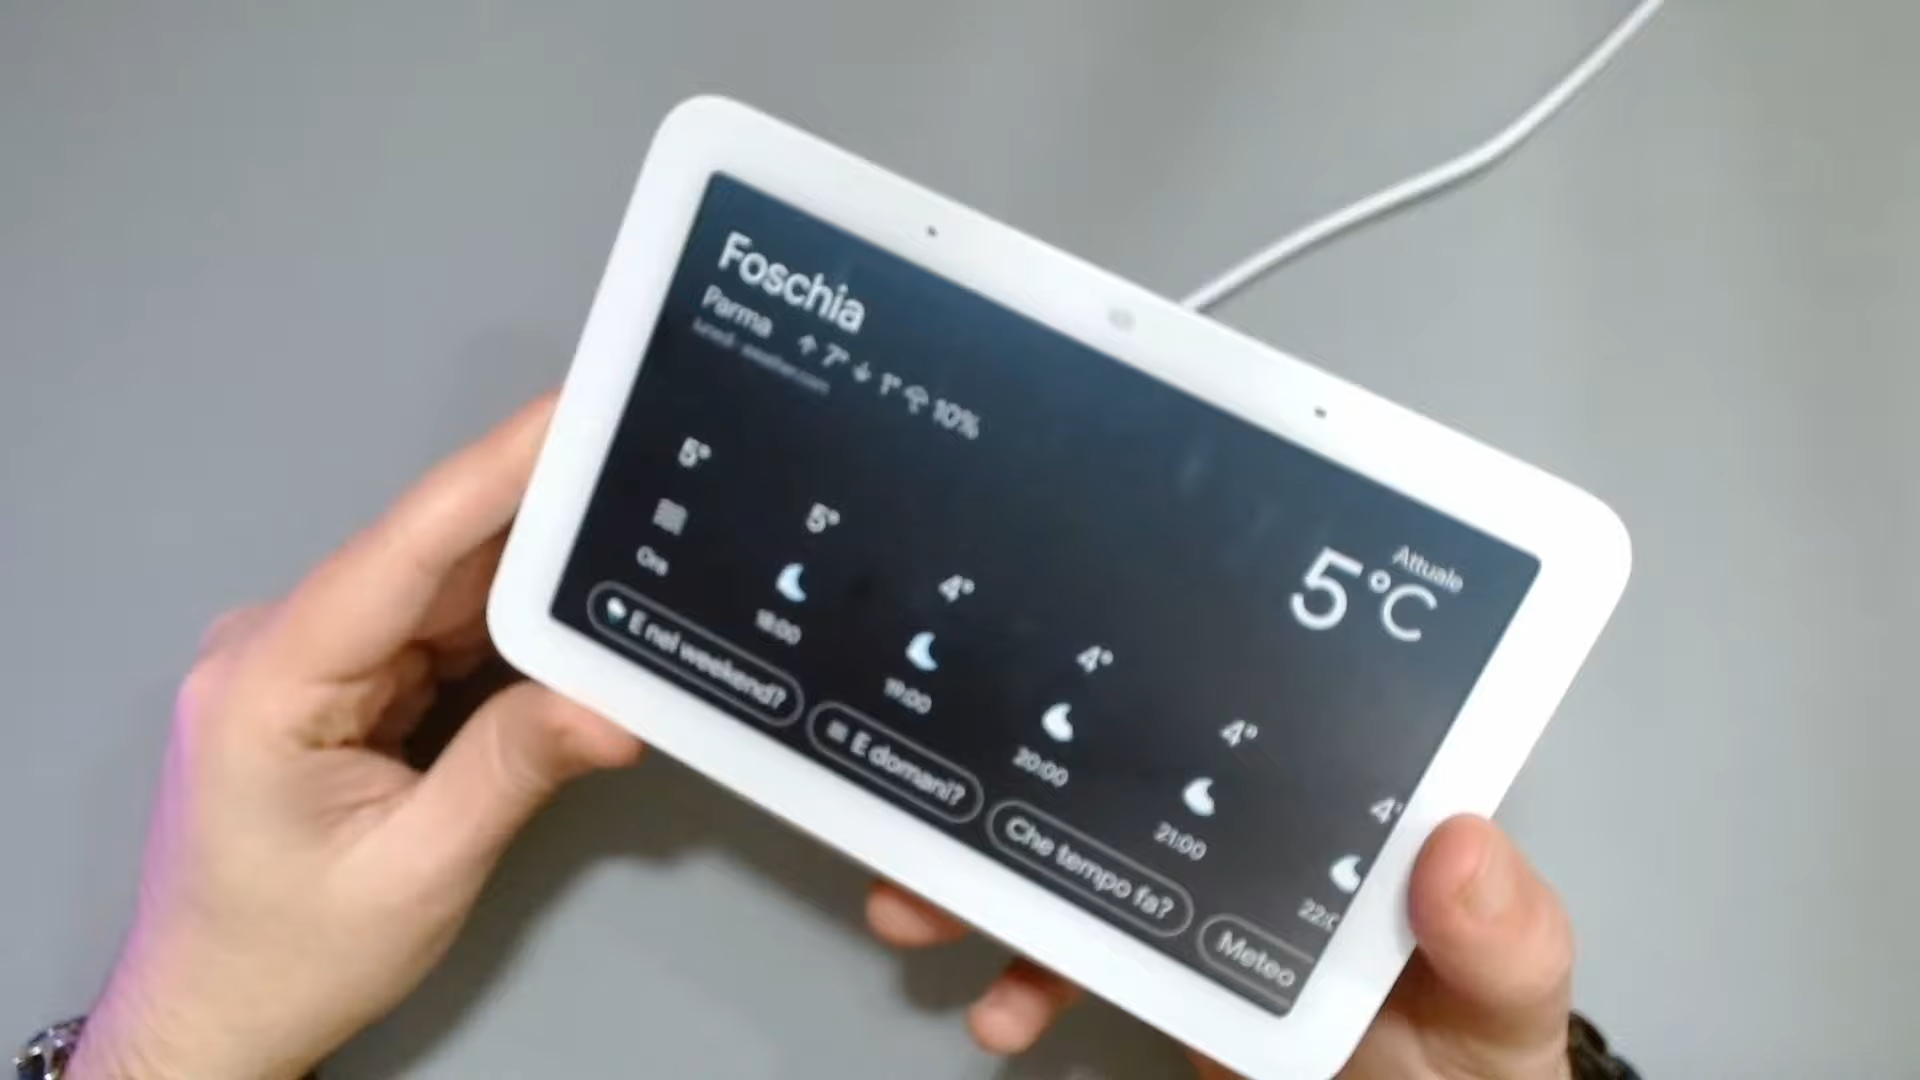 Foschia
Parma 7° 1° 10%
Attuale
5°C
5° 5° 4° 4° 4° 4°
Ora 18:00 19:00 20:00 21:00
E nel weekend? E domani? Che tempo fa? Meteo